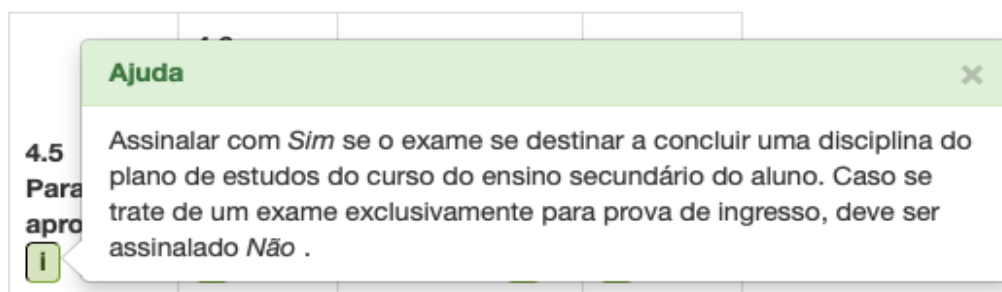 Ajuda
×
Assinalar com Sim se o exame se destinar a concluir uma disciplina do
4.5
plano de estudos do curso do ensino secundário do aluno. Caso se
Para
trate de um exame exclusivamente para prova de ingresso, deve ser
apro
assinalado Não .
i